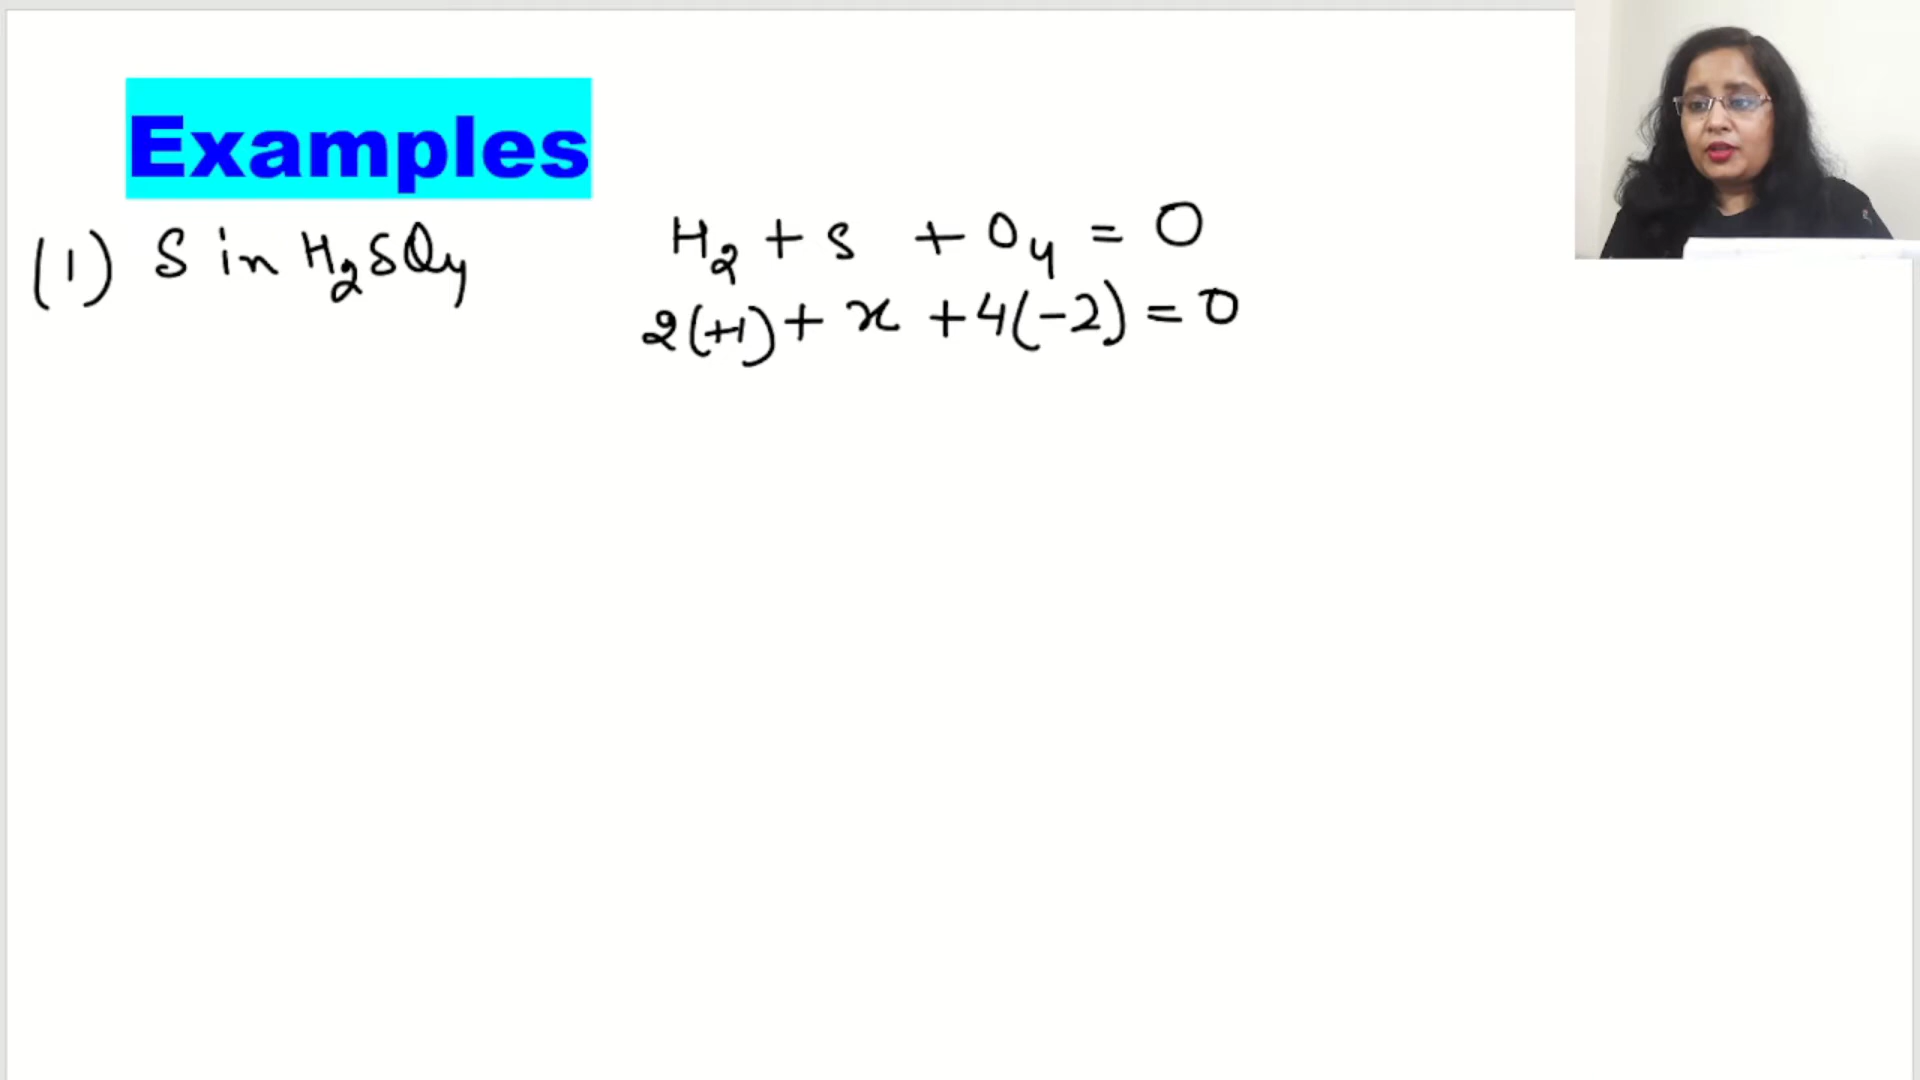 Examples
(1) S in H₂SO₄
H₂ + S + O₄ = 0
2(+1) + x + 4(-2) = 0